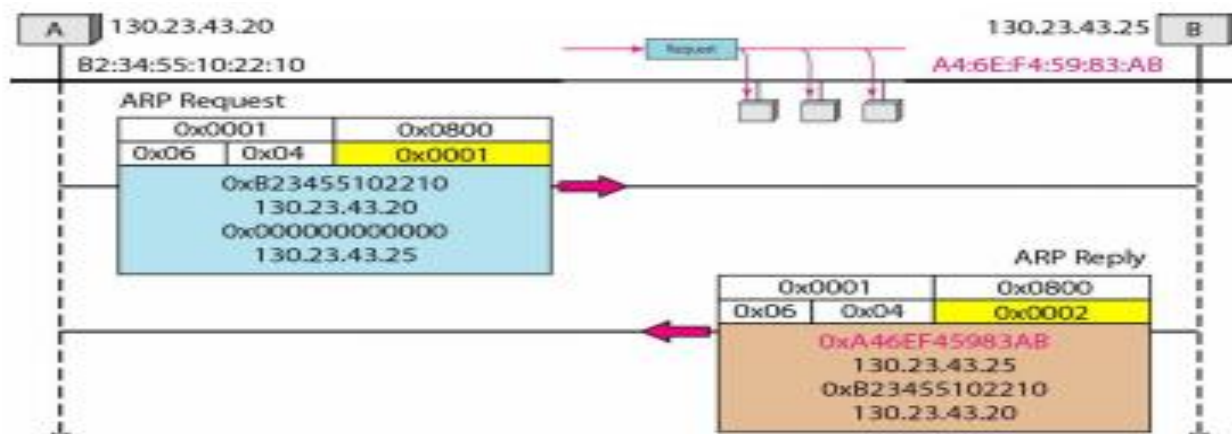 A 130.23.43.20
130.23.43.25 B
Request
B2:34:55:10:22:10
A4:6E:F4:59:83:AB
ARP Request
0x0001 0x0800
0x06 0x04 0x0001
0xB23455102210
130.23.43.20
0x000000000000
130.23.43.25
ARP Reply
0x0001 0x0800
0x06 0x04 0x0002
0xA46EF45983AB
130.23.43.25
0xB23455102210
130.23.43.20